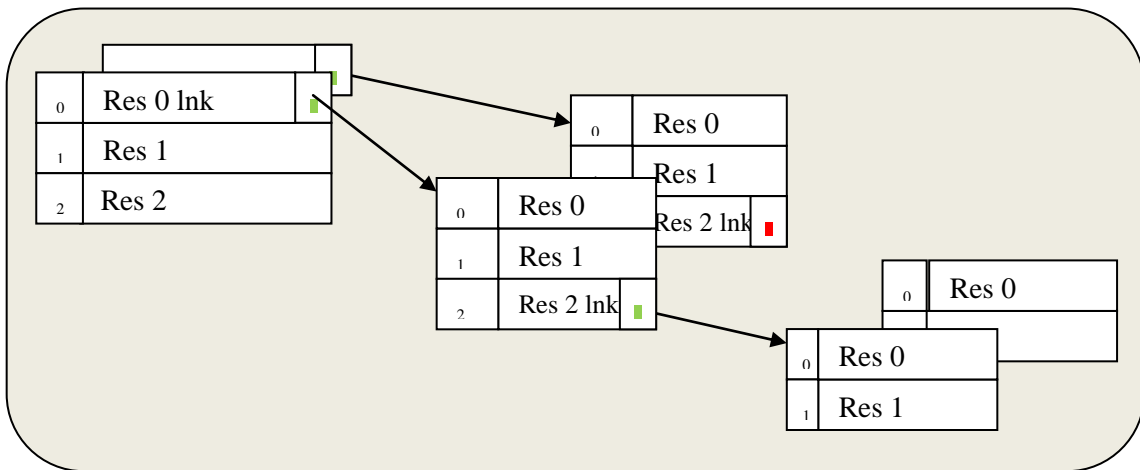 0 Res 0 lnk
1 Res 1
2 Res 2
0 Res 0
Res 1
Res 2 lnk
0 Res 0
1 Res 1
2 Res 2 lnk
0 Res 0
0 Res 0
1 Res 1